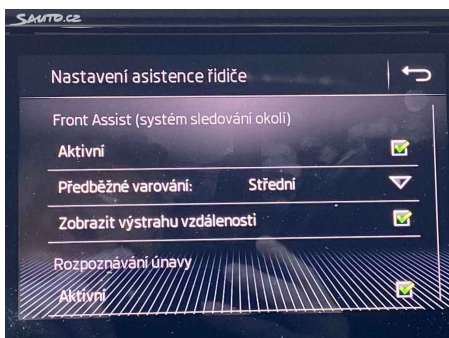 SAUTO.CZ
Nastavení asistence řidiče
Front Assist (systém sledování okolí)
Aktivní
Předběžné varování: Střední
Zobrazit výstrahu vzdálenosti
Rozpoznávání únavy
Aktivní